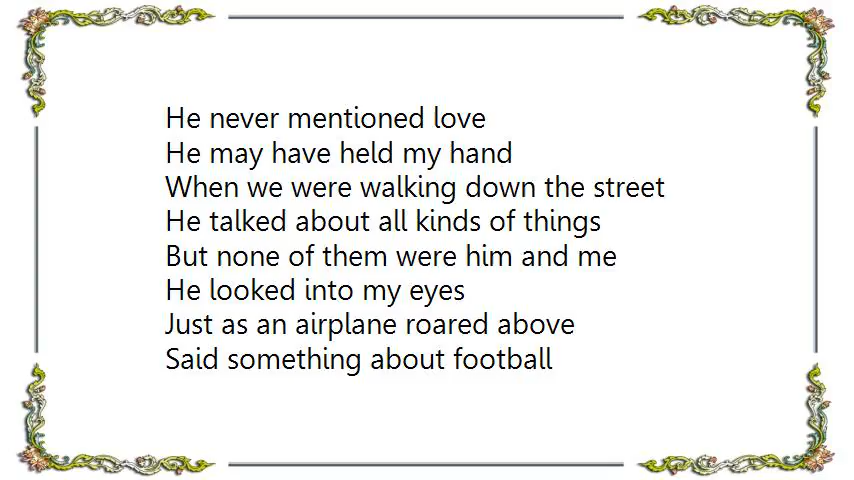 He never mentioned love
He may have held my hand
When we were walking down the street
He talked about all kinds of things
But none of them were him and me
He looked into my eyes
Just as an airplane roared above
Said something about football